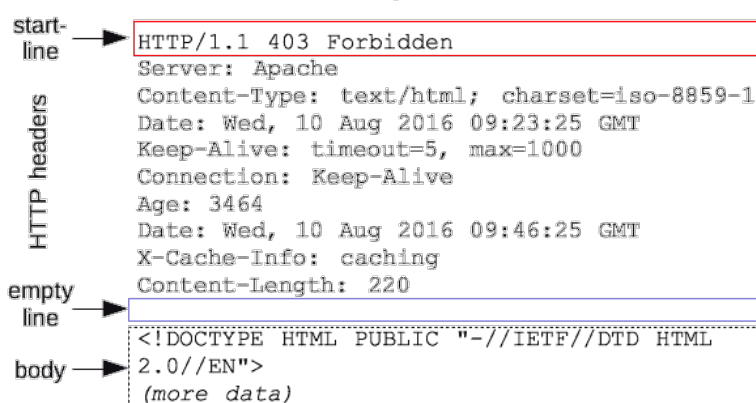 start-
line
HTTP/1.1 403 Forbidden
Server: Apache
Content-Type: text/html; charset=iso-8859-1
Date: Wed, 10 Aug 2016 09:23:25 GMT
Keep-Alive: timeout=5, max=1000
Connection: Keep-Alive
Age: 3464
Date: Wed, 10 Aug 2016 09:46:25 GMT
X-Cache-Info: caching
Content-Length: 220
HTTP headers
empty
line
body
<!DOCTYPE HTML PUBLIC "-//IETF//DTD HTML
2.0//EN">
(more data)